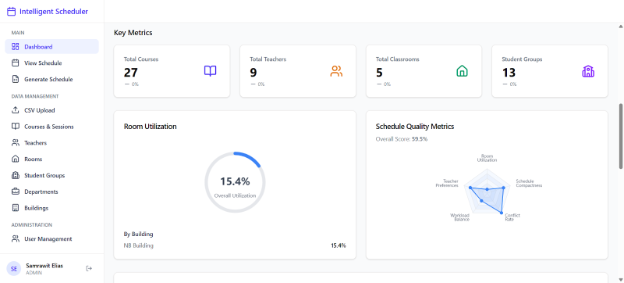 Intelligent Scheduler
MAIN
Dashboard
View Schedule
Generate Schedule
DATA MANAGEMENT
CSV Upload
Courses & Sessions
Teachers
Rooms
Student Groups
Departments
Buildings
ADMINISTRATION
User Management
SE
Samrawit Elias
ADMIN
Key Metrics
Total Courses
27
— 0%
Total Teachers
9
— 0%
Total Classrooms
5
— 0%
Student Groups
13
— 0%
Room Utilization
15.4%
Overall Utilization
By Building
NB Building
15.4%
Schedule Quality Metrics
Overall Score: 59.5%
Room
Utilization
Teacher
Preferences
Schedule
Compactness
Workload
Balance
Conflict
Rate